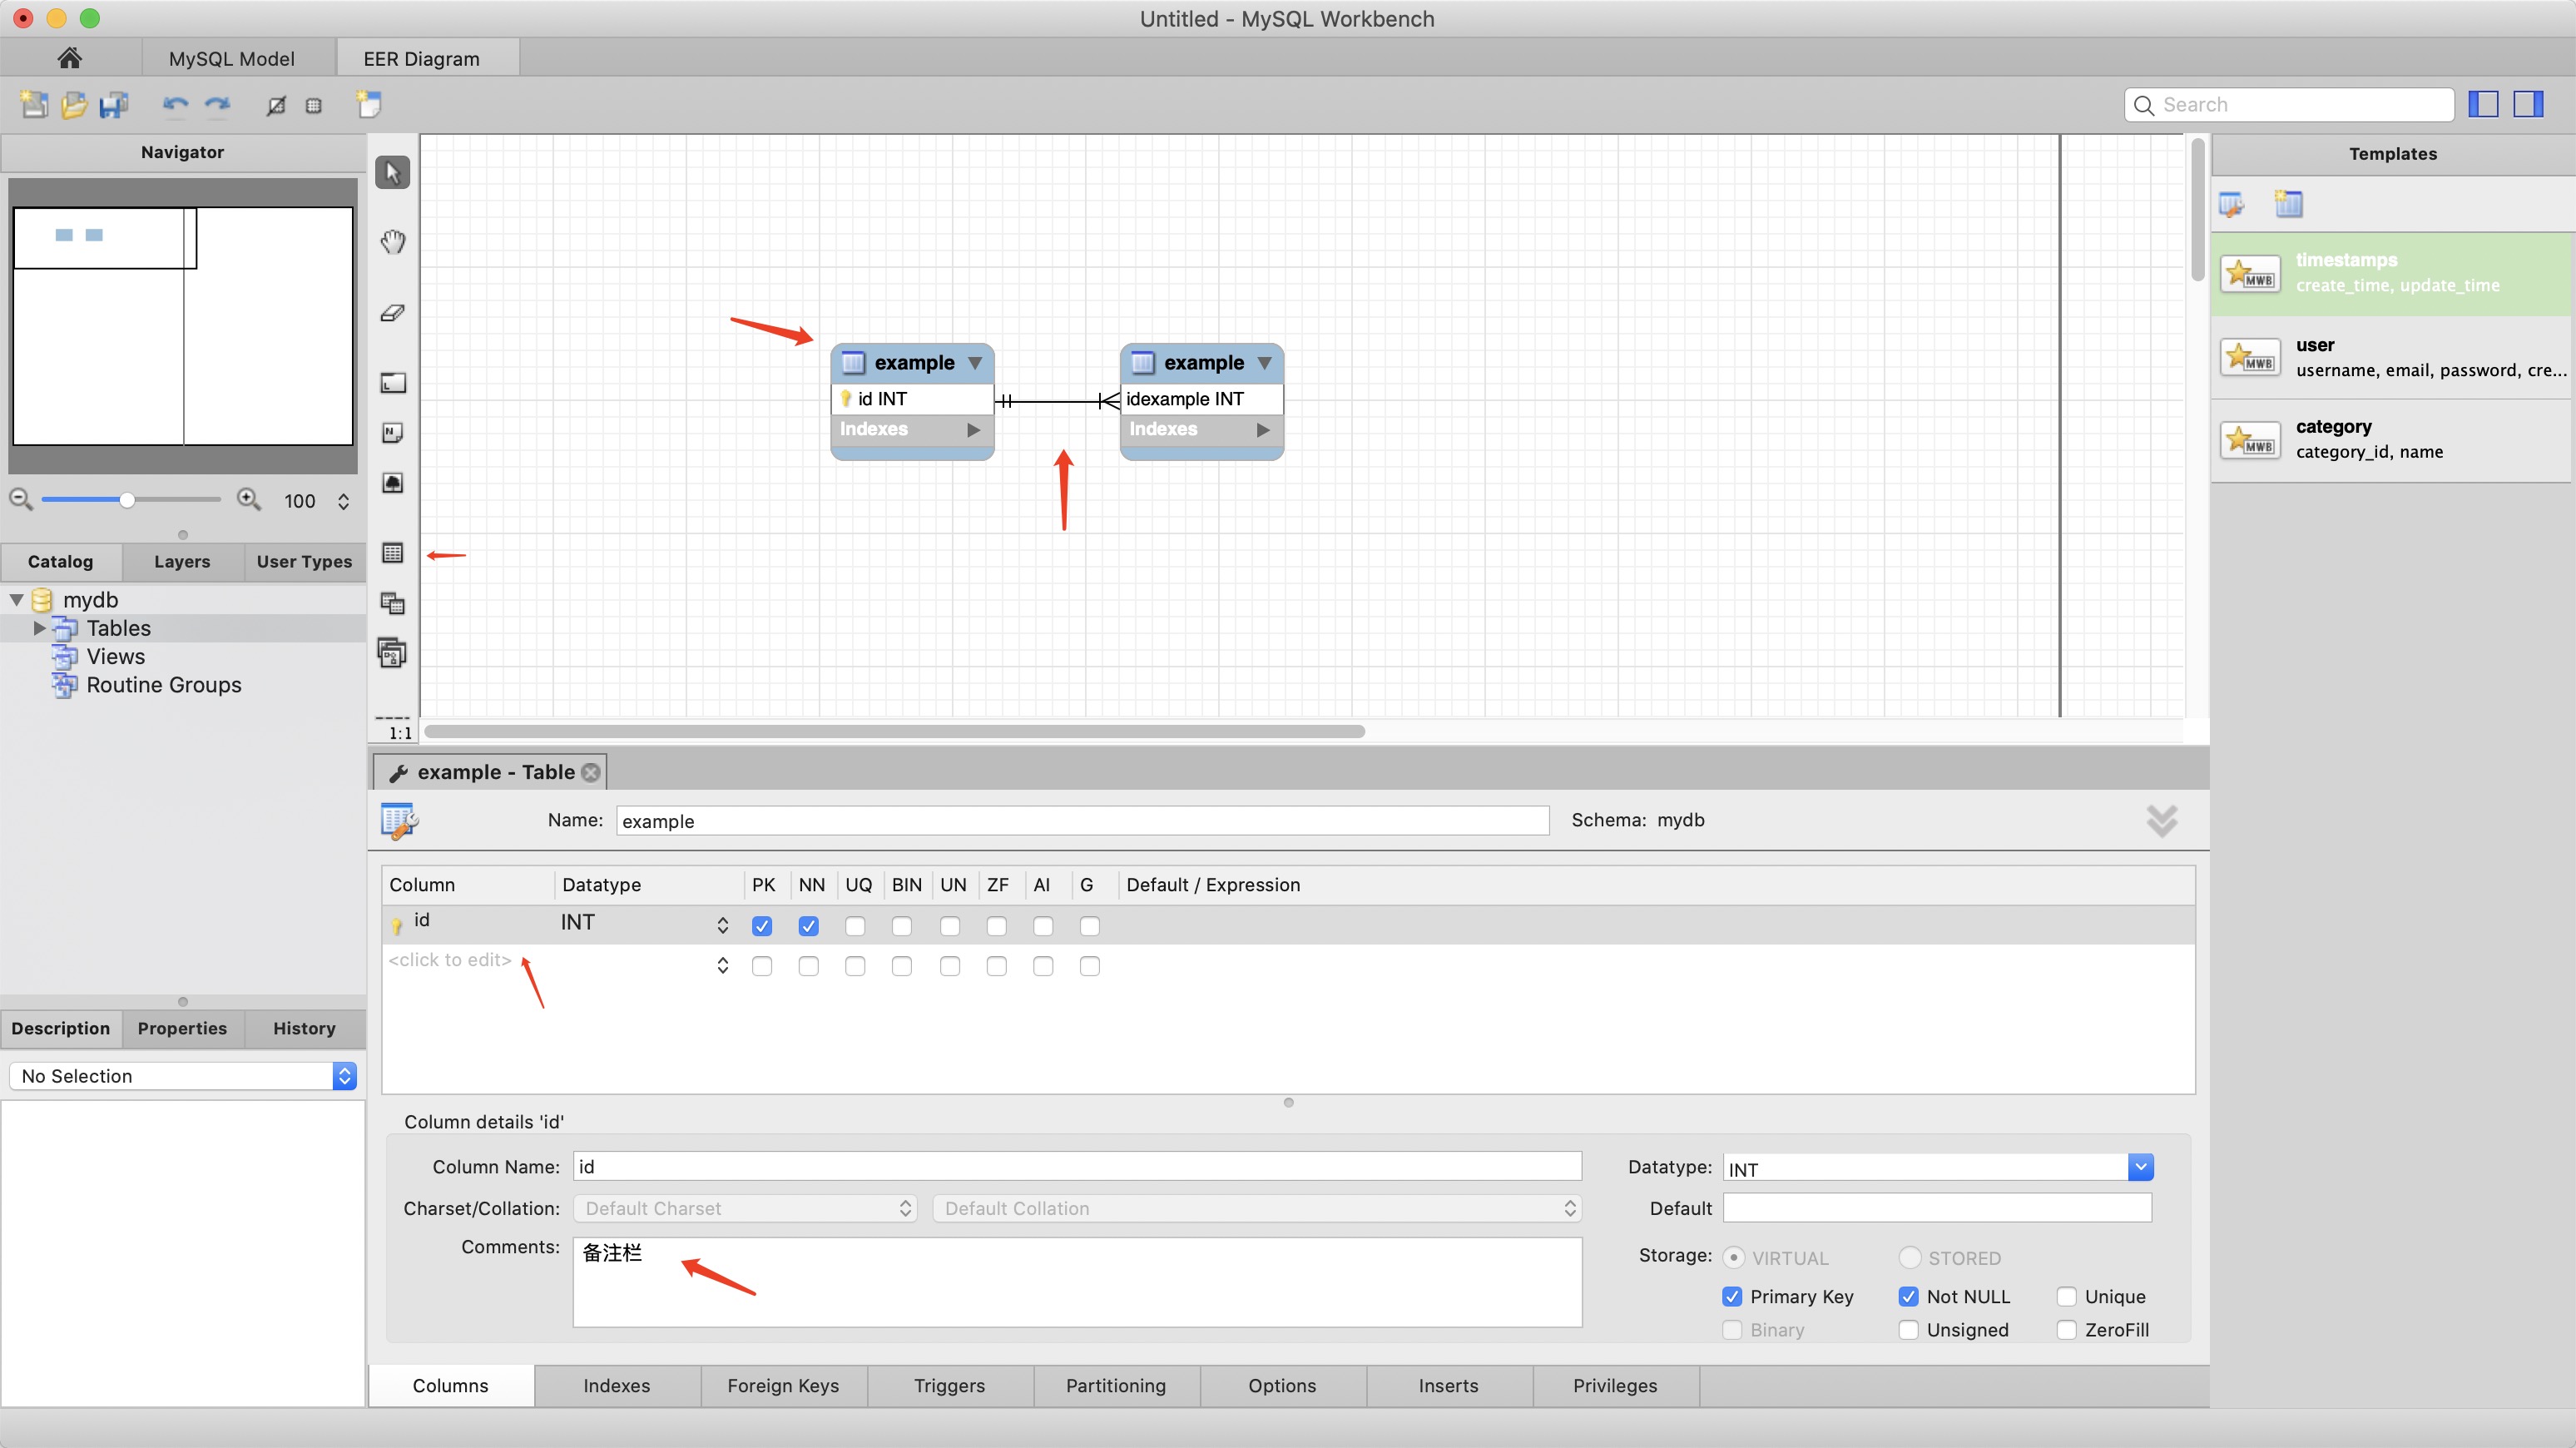 Untitled - MySQL Workbench
MySQL Model
EER Diagram
Search
Navigator
100
Catalog
Layers
User Types
mydb
Tables
Views
Routine Groups
Description
Properties
History
No Selection
1:1
example
id INT
Indexes
example
idexample INT
Indexes
Templates
MWB
timestamps
create_time, update_time
MWB
user
username, email, password, cre...
MWB
category
category_id, name
example - Table
Name: example
Schema: mydb
Column Datatype PK NN UQ BIN UN ZF AI G Default / Expression
id INT
<click to edit>
Column details 'id'
Column Name: id
Datatype: INT
Charset/Collation: Default Charset Default Collation
Default
Comments: 备注栏
Storage: VIRTUAL STORED
Primary Key Not NULL Unique
Binary Unsigned ZeroFill
Columns
Indexes
Foreign Keys
Triggers
Partitioning
Options
Inserts
Privileges